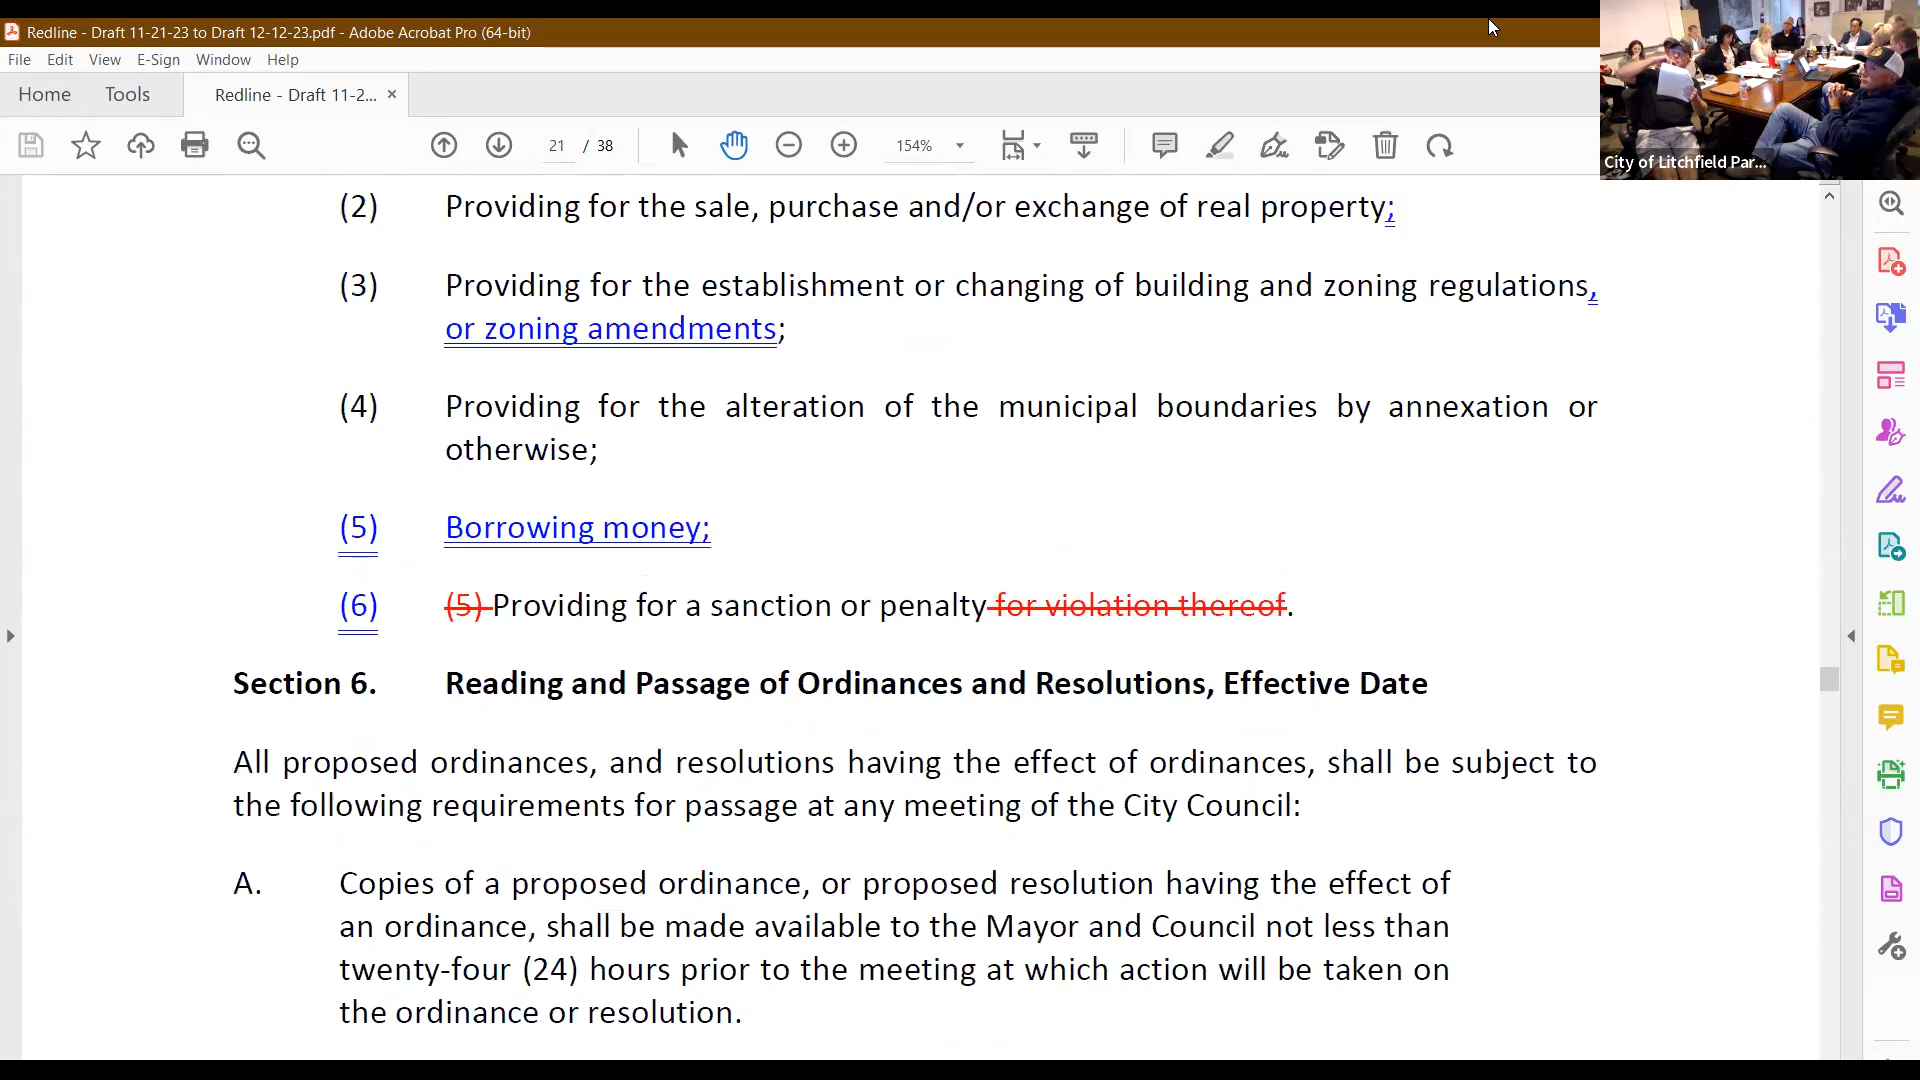 Redline - Draft 11-21-23 to Draft 12-12-23.pdf - Adobe Acrobat Pro (64-bit)
File Edit View E-Sign Window Help
Home Tools Redline - Draft 11-2... ×
21 / 38 154%
City of Litchfield Par...
(2) Providing for the sale, purchase and/or exchange of real property;
(3) Providing for the establishment or changing of building and zoning regulations,
or zoning amendments;
(4) Providing for the alteration of the municipal boundaries by annexation or
otherwise;
(5) Borrowing money;
(6) (5) Providing for a sanction or penalty for violation thereof.
Section 6. Reading and Passage of Ordinances and Resolutions, Effective Date
All proposed ordinances, and resolutions having the effect of ordinances, shall be subject to
the following requirements for passage at any meeting of the City Council:
A. Copies of a proposed ordinance, or proposed resolution having the effect of
an ordinance, shall be made available to the Mayor and Council not less than
twenty-four (24) hours prior to the meeting at which action will be taken on
the ordinance or resolution.